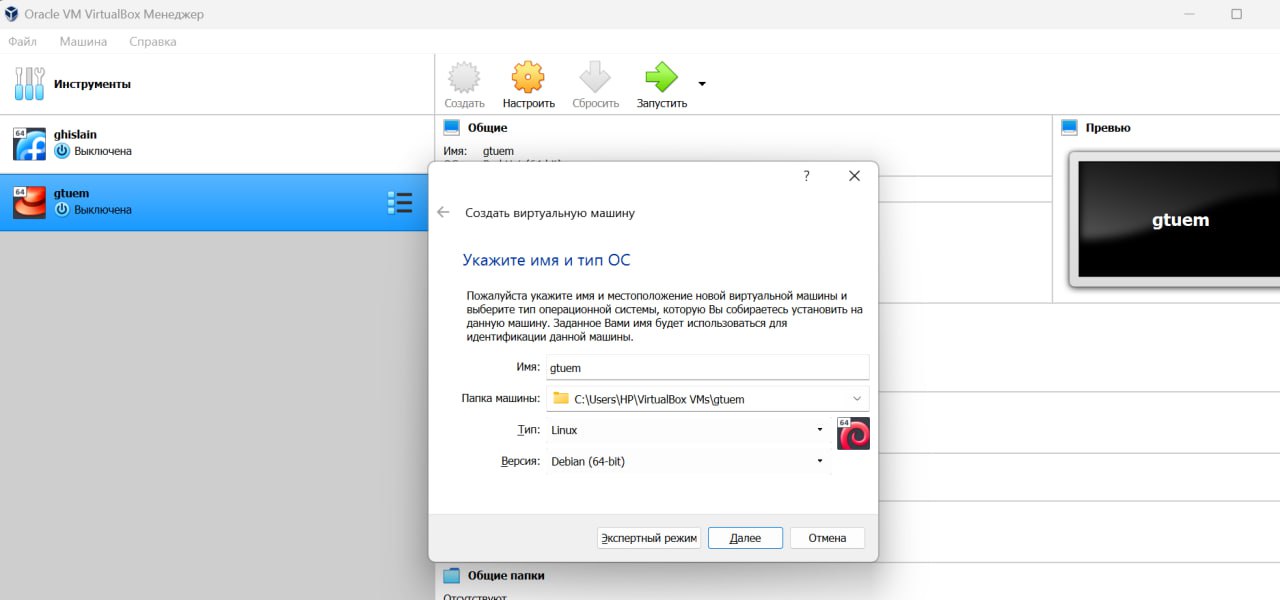 Oracle VM VirtualBox Менеджер
Файл Машина Справка
Инструменты
Создать Настроить Сбросить Запустить
64
ghislain
Выключена
64
gtuem
Выключена
Общие
Имя: gtuem
Превью
gtuem
?
Создать виртуальную машину
Укажите имя и тип ОС
Пожалуйста укажите имя и местоположение новой виртуальной машины и
выберите тип операционной системы, которую Вы собираетесь установить на
данную машину. Заданное Вами имя будет использоваться для
идентификации данной машины.
Имя: gtuem
Папка машины: C:\Users\HP\VirtualBox VMs\gtuem
Тип: Linux
64
Версия: Debian (64-bit)
Экспертный режим Далее Отмена
Общие папки
Отсутствуют